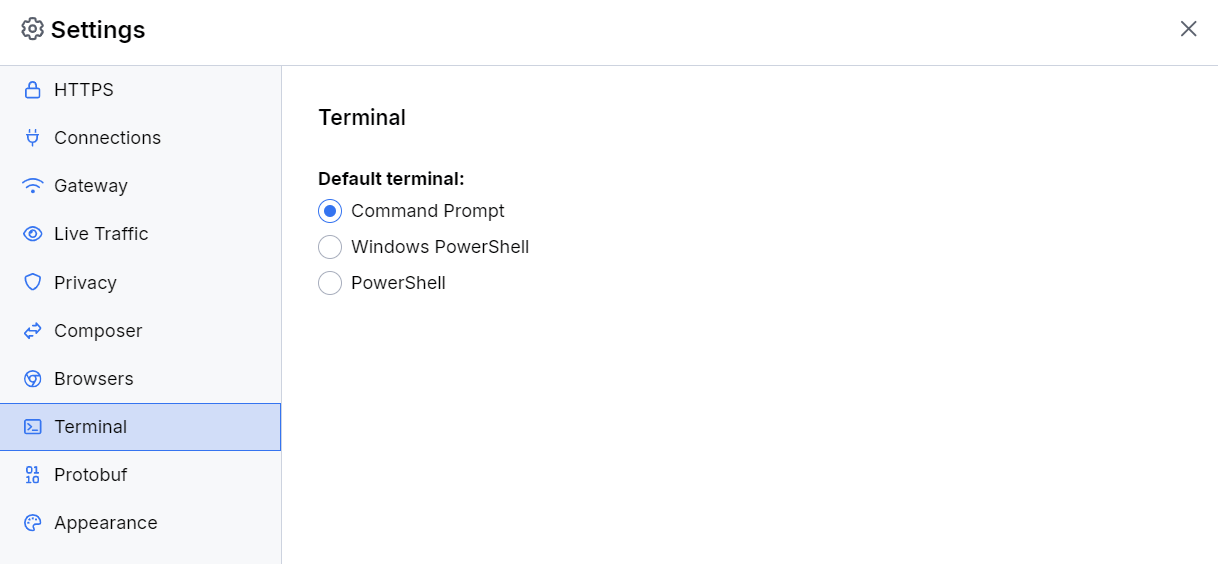 Settings
HTTPS
Connections
Gateway
Live Traffic
Privacy
Composer
Browsers
Terminal
Protobuf
Appearance
Terminal
Default terminal:
Command Prompt
Windows PowerShell
PowerShell